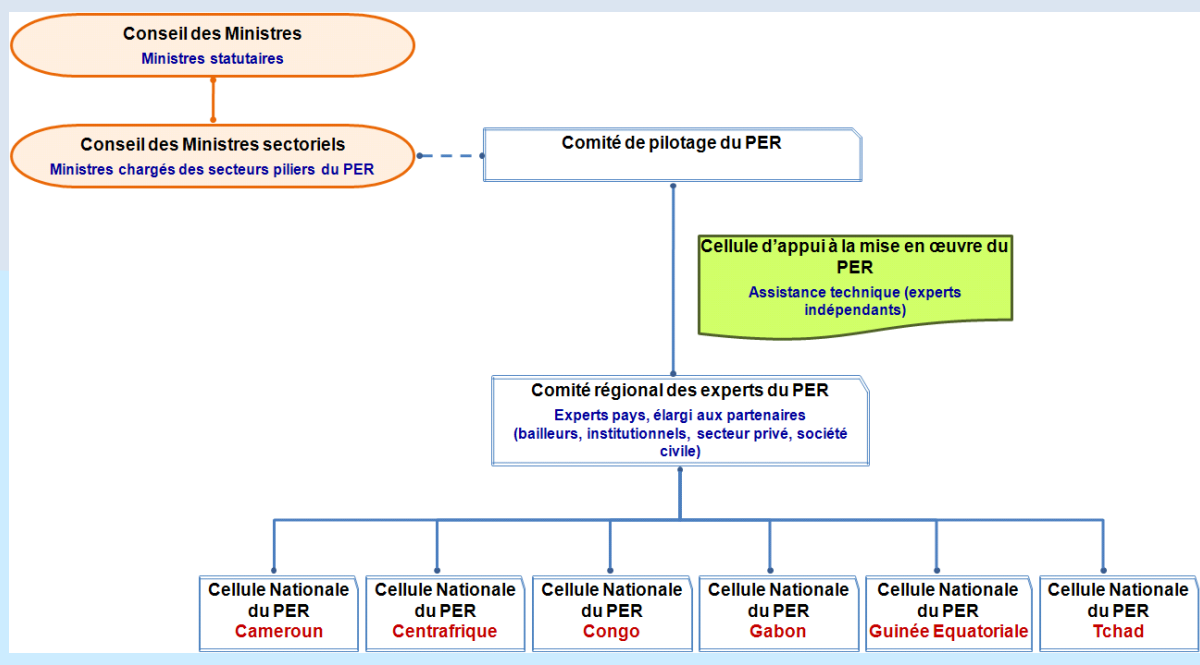 Conseil des Ministres
Ministres statutaires
Conseil des Ministres sectoriels
Ministres chargés des secteurs piliers du PER
Comité de pilotage du PER
Cellule d'appui à la mise en œuvre du
PER
Assistance technique (experts
indépendants)
Comité régional des experts du PER
Experts pays, élargi aux partenaires
(bailleurs, institutionnels, secteur privé, société
civile)
Cellule Nationale
du PER
Cameroun
Cellule Nationale
du PER
Centrafrique
Cellule Nationale
du PER
Congo
Cellule Nationale
du PER
Gabon
Cellule Nationale
du PER
Guinée Equatoriale
Cellule Nationale
du PER
Tchad